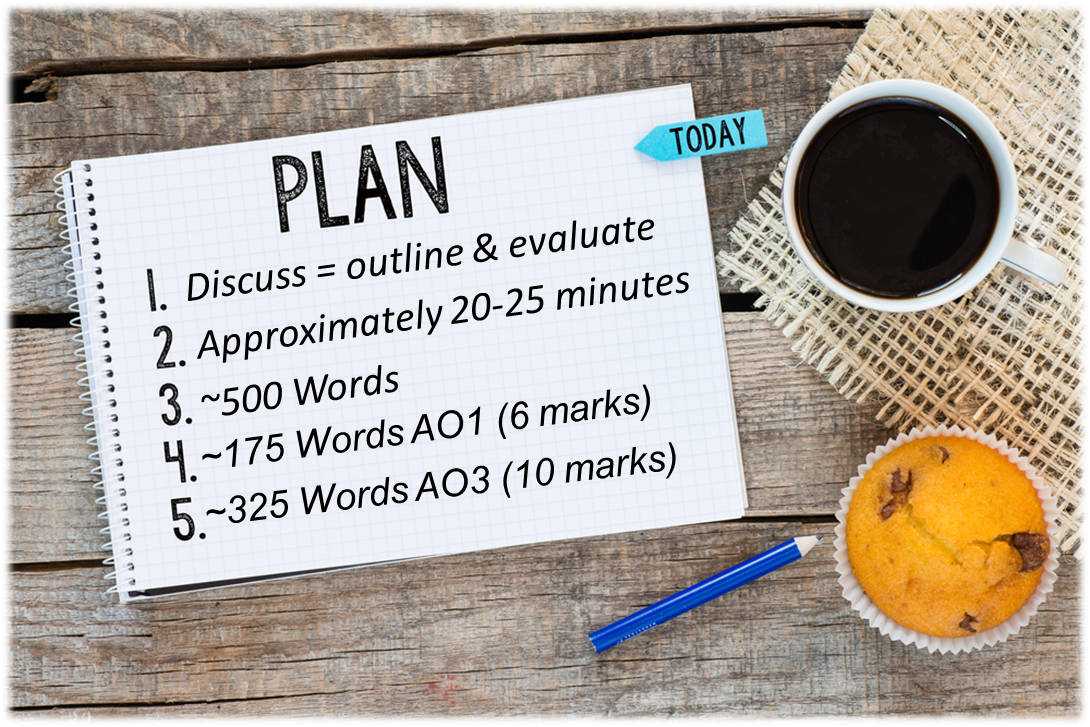 PLAN
TODAY
1. Discuss = outline & evaluate
2. Approximately 20-25 minutes
3. ~500 Words
4. ~175 Words AO1 (6 marks)
5. ~325 Words AO3 (10 marks)